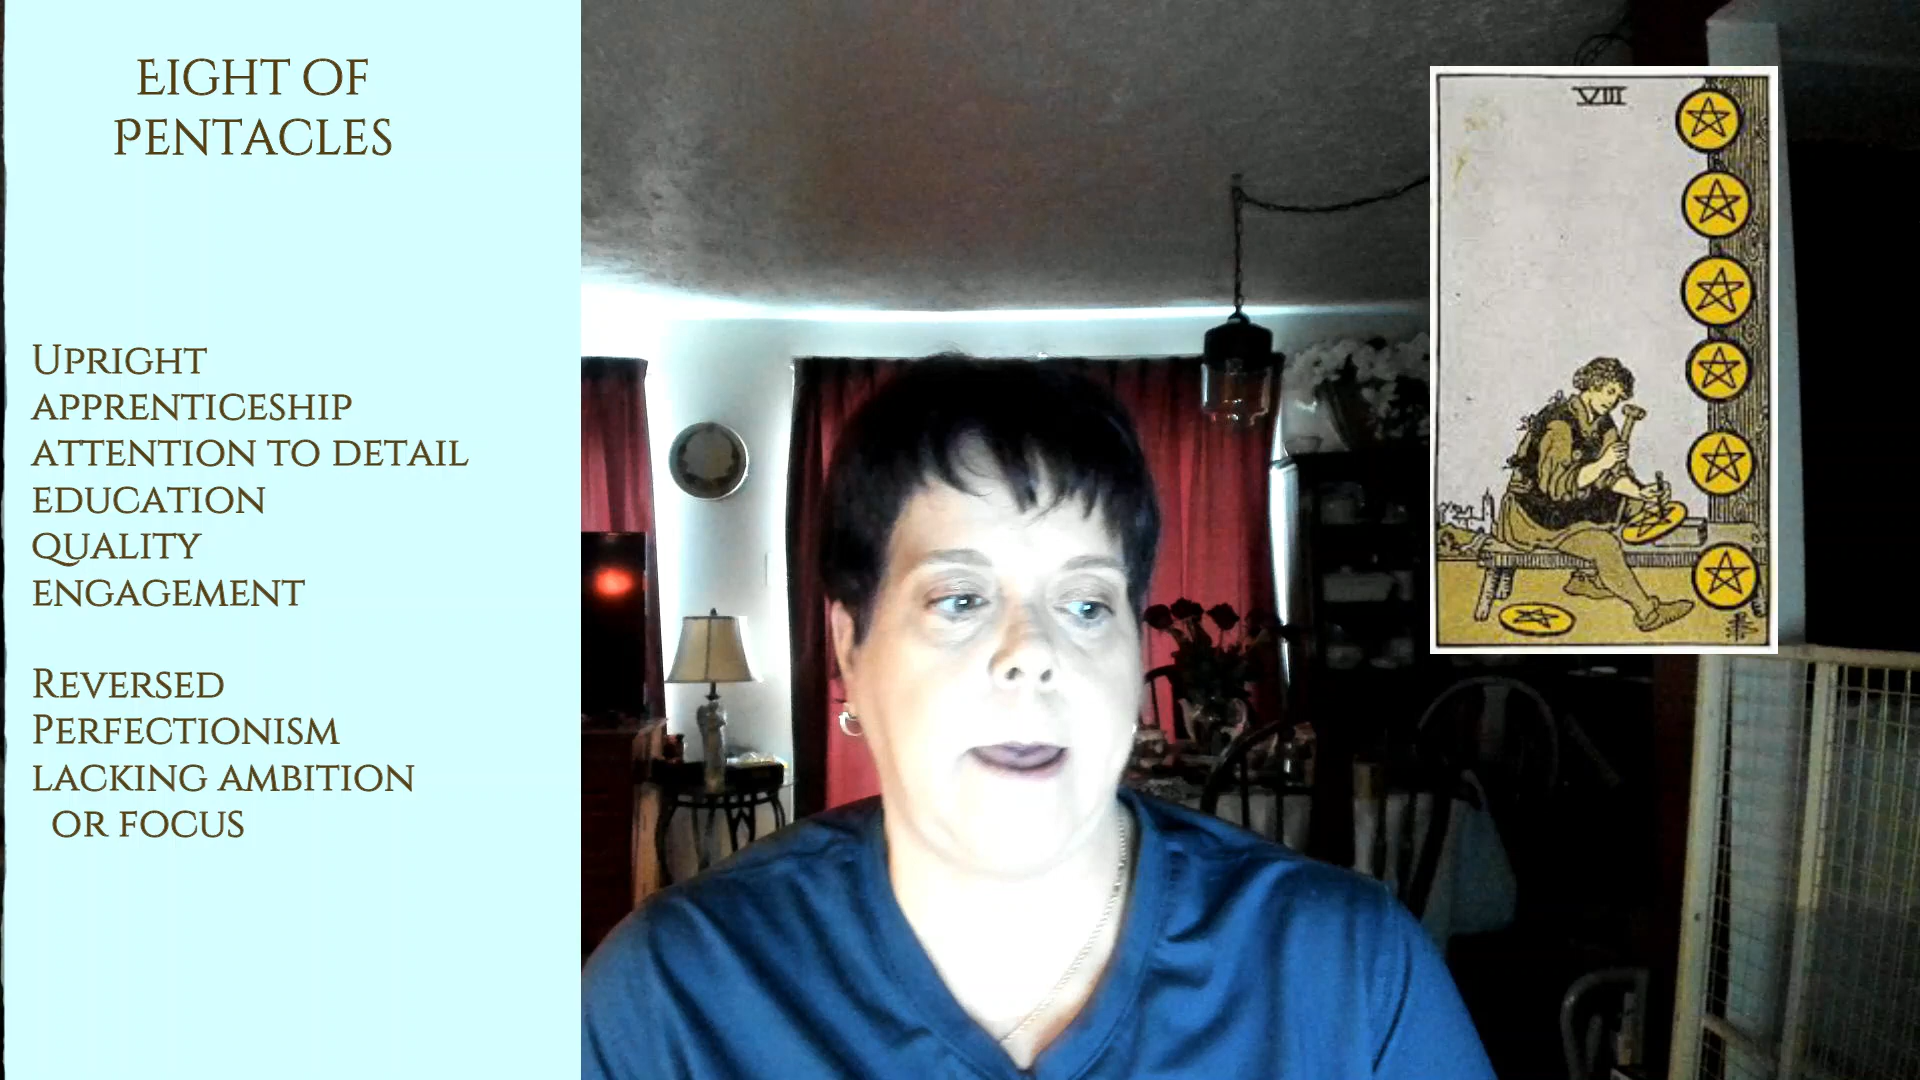 Eight of
Pentacles
Upright
apprenticeship
attention to detail
education
quality
engagement
Reversed
Perfectionism
lacking ambition
or focus
VIII